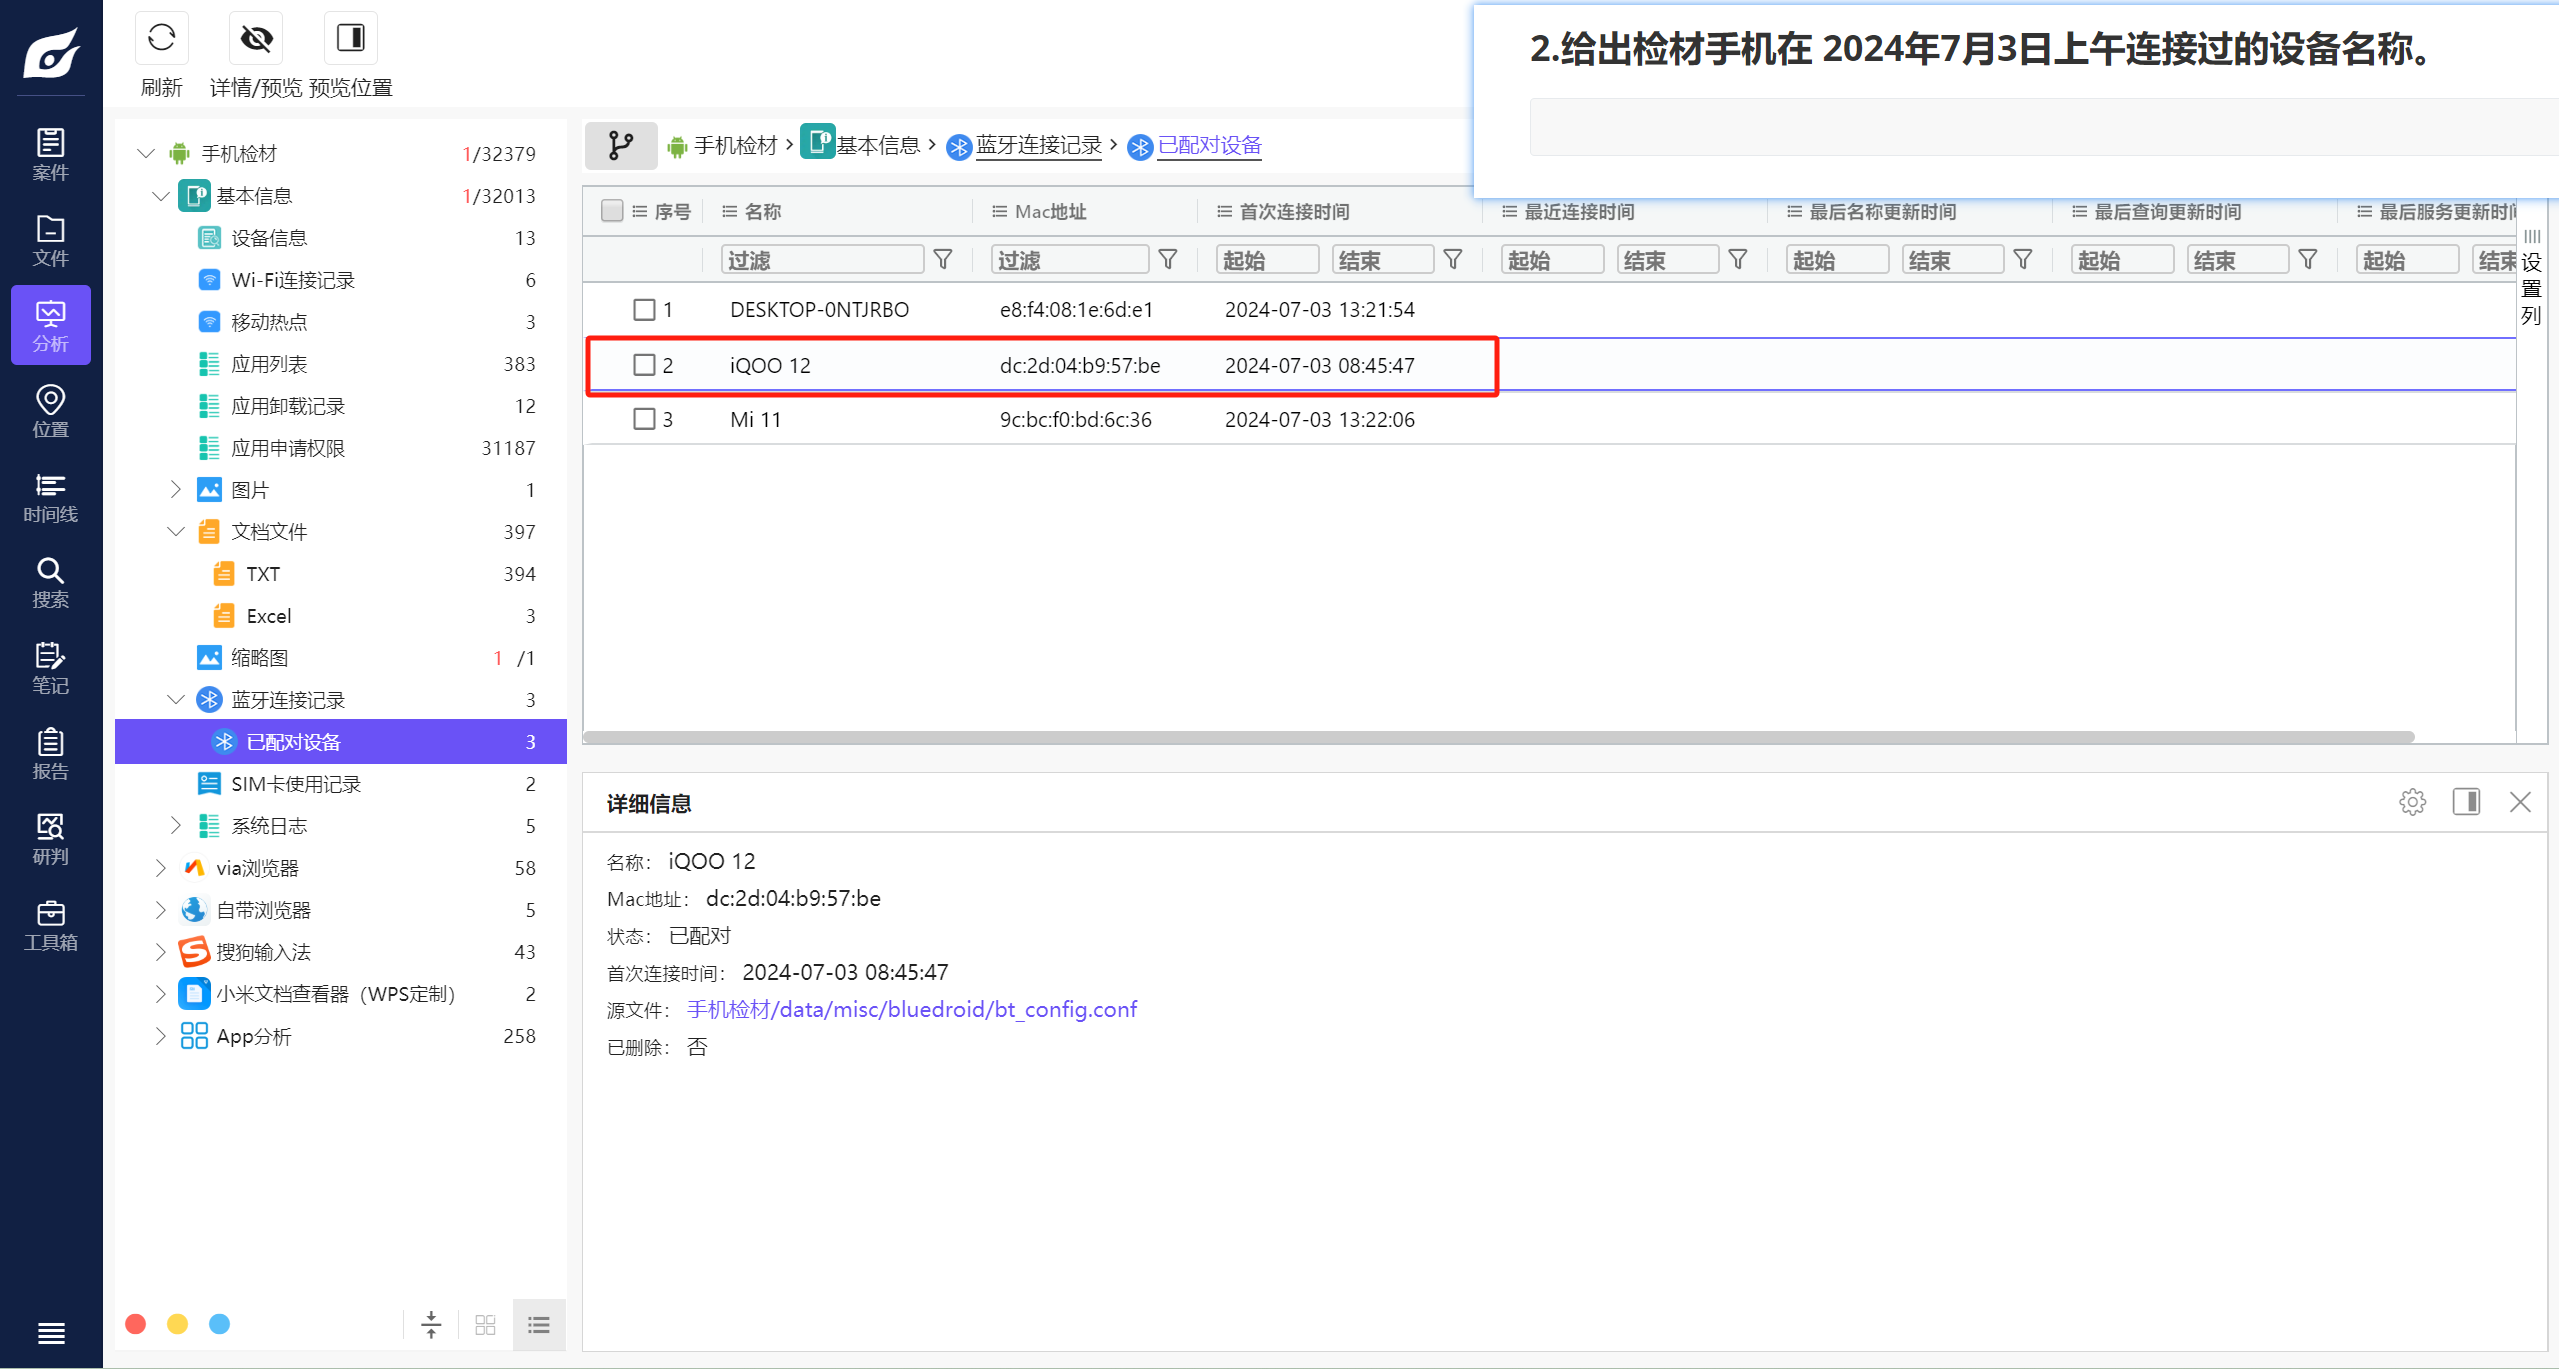 刷新
详情/预览
预览位置
2.给出检材手机在 2024年7月3日上午连接过的设备名称。
案件
文件
分析
位置
时间线
搜索
笔记
报告
研判
工具箱
手机检材 1/32379
基本信息 1/32013
设备信息 13
Wi-Fi连接记录 6
移动热点 3
应用列表 383
应用卸载记录 12
应用申请权限 31187
图片 1
文档文件 397
TXT 394
Excel 3
缩略图 1 /1
蓝牙连接记录 3
已配对设备 3
SIM卡使用记录 2
系统日志 5
via浏览器 58
自带浏览器 5
搜狗输入法 43
小米文档查看器（WPS定制） 2
App分析 258
手机检材 › 基本信息 › 蓝牙连接记录 › 已配对设备
序号 名称 Mac地址 首次连接时间 最近连接时间 最后名称更新时间 最后查询更新时间 最后服务更新时间
过滤 过滤 起始 结束 起始 结束 起始 结束 起始 结束 起始 结束
设置列
1 DESKTOP-0NTJRBO e8:f4:08:1e:6d:e1 2024-07-03 13:21:54
2 iQOO 12 dc:2d:04:b9:57:be 2024-07-03 08:45:47
3 Mi 11 9c:bc:f0:bd:6c:36 2024-07-03 13:22:06
详细信息
名称： iQOO 12
Mac地址： dc:2d:04:b9:57:be
状态： 已配对
首次连接时间： 2024-07-03 08:45:47
源文件： 手机检材/data/misc/bluedroid/bt_config.conf
已删除： 否